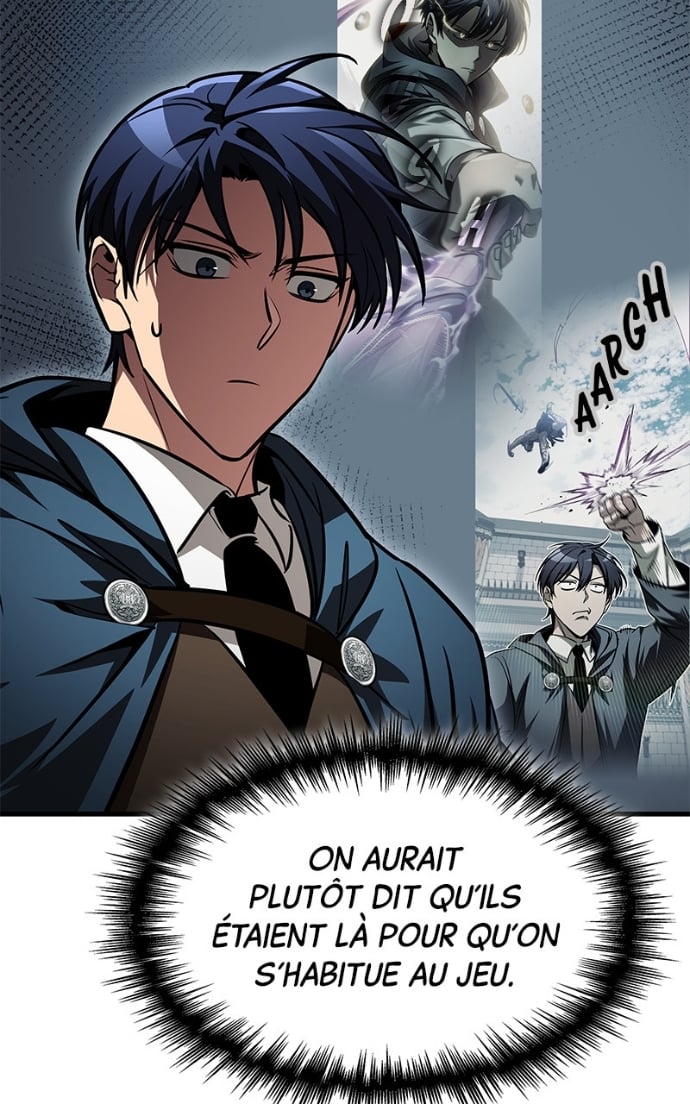 AARGH
ON AURAIT
PLUTÔT DIT QU'ILS
ÉTAIENT LÀ POUR QU'ON
S'HABITUE AU JEU.